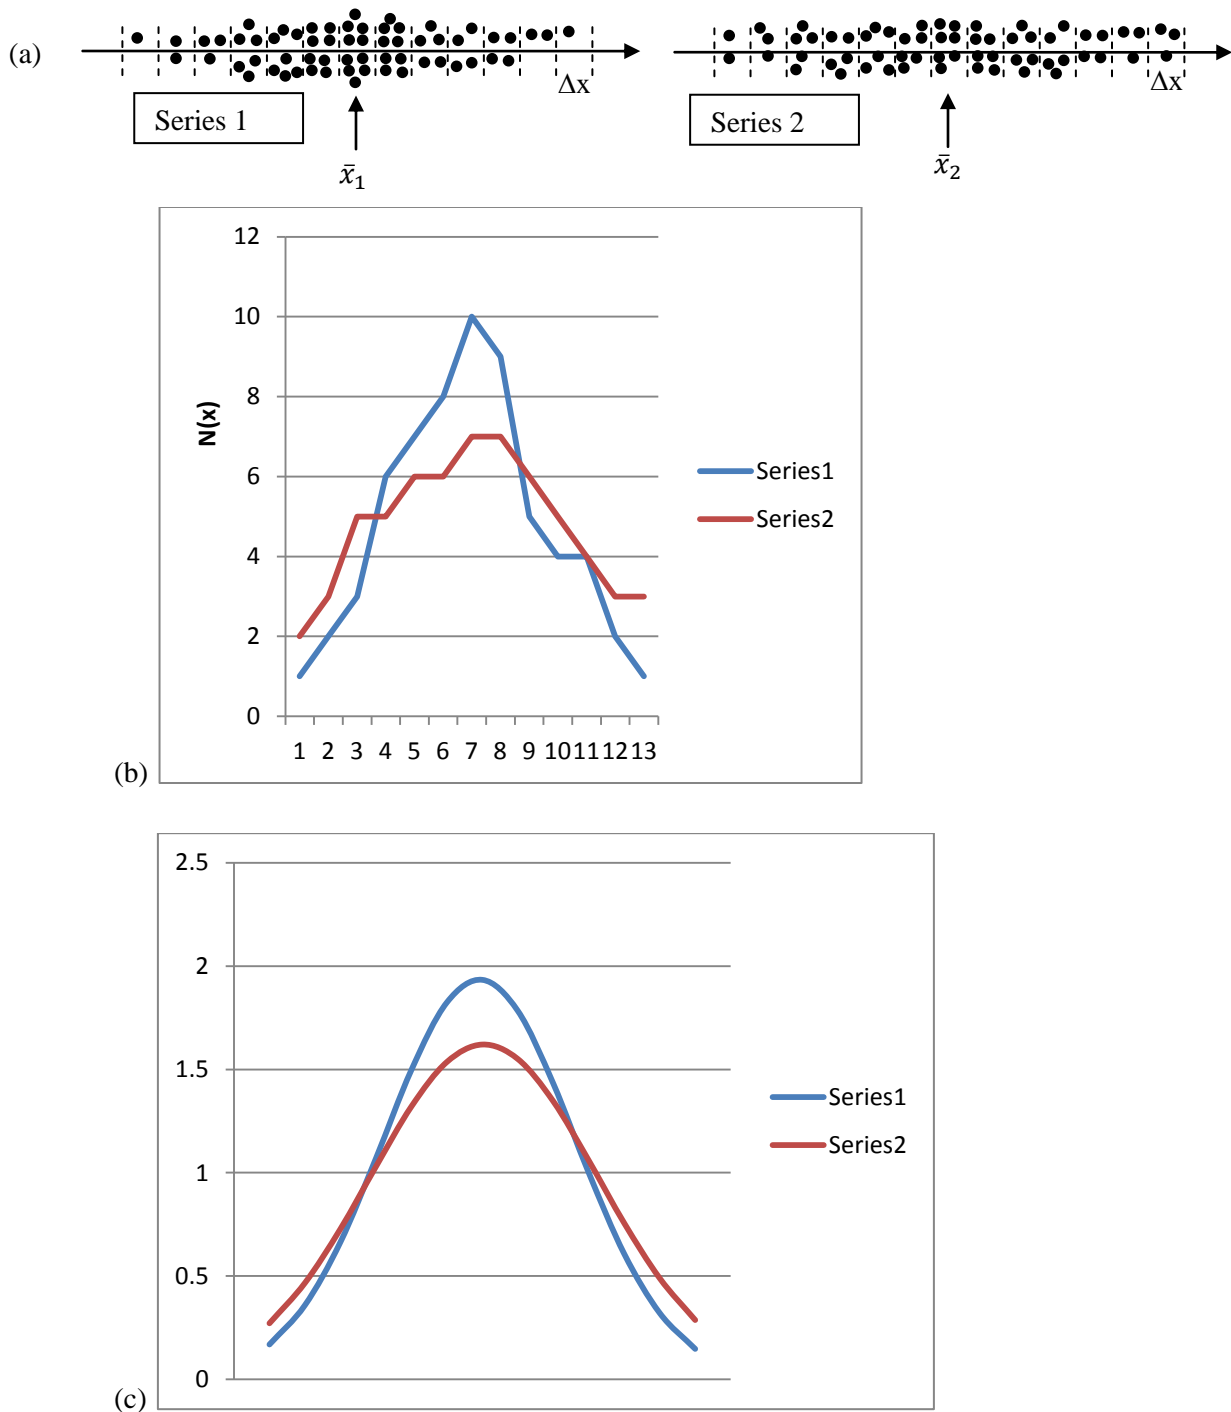 (a)
Δx
Δx
Series 1
Series 2
x̄₁
x̄₂
12
10
8
6
4
2
0
N(x)
1 2 3 4 5 6 7 8 9 10 11 12 13
Series1
Series2
(b)
2.5
2
1.5
1
0.5
0
Series1
Series2
(c)